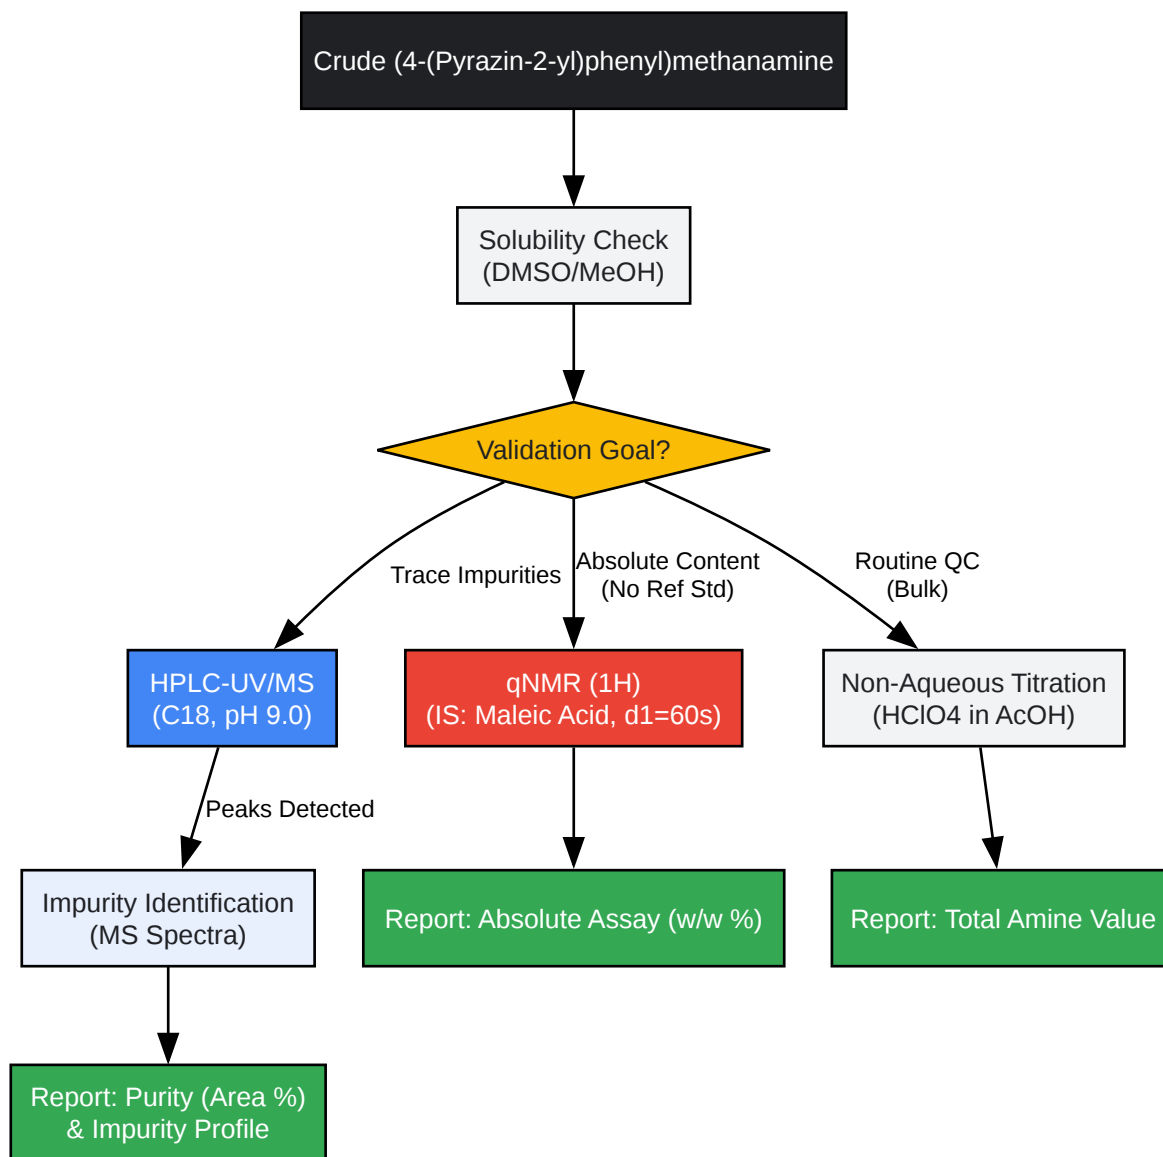 Crude (4-(Pyrazin-2-yl)phenyl)methanamine
Solubility Check
(DMSO/MeOH)
Validation Goal?
Trace Impurities
Absolute Content
(No Ref Std)
Routine QC
(Bulk)
HPLC-UV/MS
(C18, pH 9.0)
qNMR (1H)
(IS: Maleic Acid, d1=60s)
Non-Aqueous Titration
(HClO4 in AcOH)
Peaks Detected
Impurity Identification
(MS Spectra)
Report: Absolute Assay (w/w %)
Report: Total Amine Value
Report: Purity (Area %)
& Impurity Profile